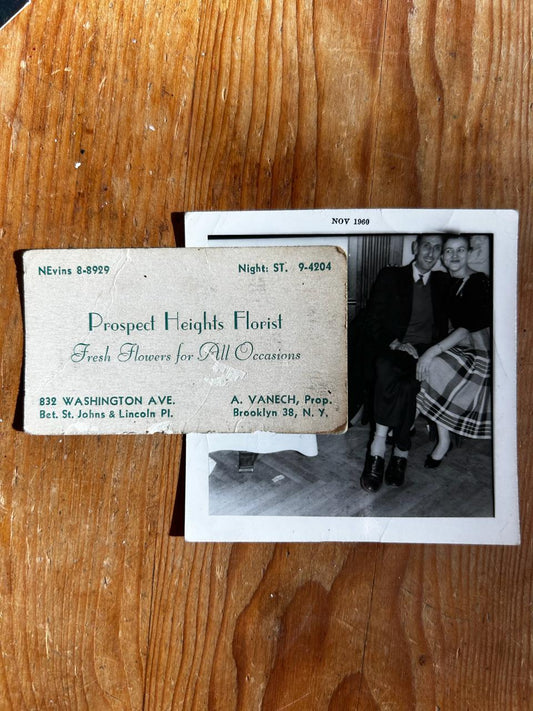 NOV 1960
NEvins 8-8929 Night: ST. 9-4204
Prospect Heights Florist
Fresh Flowers for All Occasions
832 WASHINGTON AVE. A. VANECH, Prop.
Bet. St. Johns & Lincoln Pl. Brooklyn 38, N. Y.